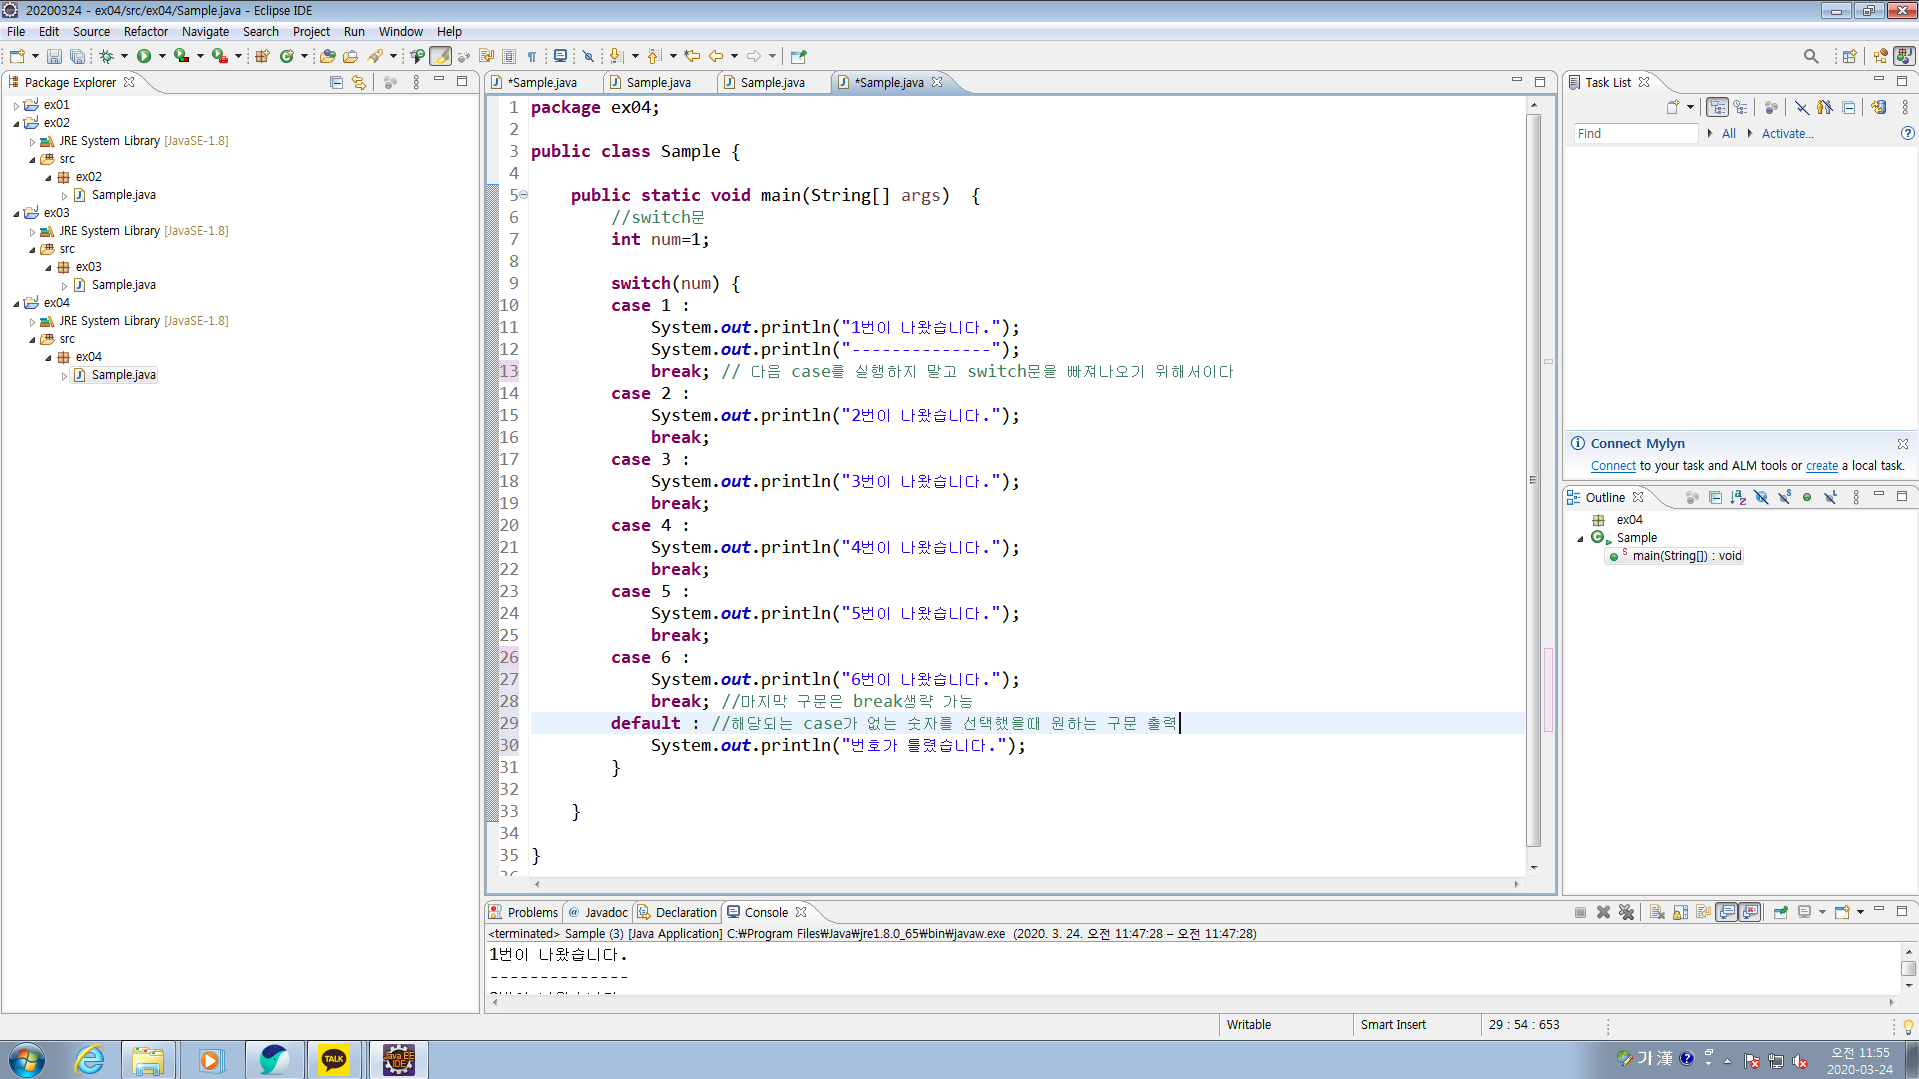 20200324 - ex04/src/ex04/Sample.java - Eclipse IDE
File Edit Source Refactor Navigate Search Project Run Window Help
Package Explorer
ex01
ex02
JRE System Library [JavaSE-1.8]
src
ex02
Sample.java
ex03
JRE System Library [JavaSE-1.8]
src
ex03
Sample.java
ex04
JRE System Library [JavaSE-1.8]
src
ex04
Sample.java
*Sample.java Sample.java Sample.java *Sample.java
1 package ex04;
2
3 public class Sample {
4
5 public static void main(String[] args)  {
6 //switch문
7 int num=1;
8
9 switch(num) {
10 case 1 :
11 System.out.println("1번이 나왔습니다.");
12 System.out.println("--------------");
13 break; // 다음 case를 실행하지 말고 switch문을 빠져나오기 위해서이다
14 case 2 :
15 System.out.println("2번이 나왔습니다.");
16 break;
17 case 3 :
18 System.out.println("3번이 나왔습니다.");
19 break;
20 case 4 :
21 System.out.println("4번이 나왔습니다.");
22 break;
23 case 5 :
24 System.out.println("5번이 나왔습니다.");
25 break;
26 case 6 :
27 System.out.println("6번이 나왔습니다.");
28 break; //마지막 구문은 break생략 가능
29 default : //해당되는 case가 없는 숫자를 선택했을때 원하는 구문 출력
30 System.out.println("번호가 틀렸습니다.");
31 }
32
33 }
34
35 }
Task List
Find All Activate...
Connect Mylyn
Connect to your task and ALM tools or create a local task.
Outline
ex04
Sample
main(String[]) : void
Problems Javadoc Declaration Console
<terminated> Sample (3) [Java Application] C:₩Program Files₩Java₩jre1.8.0_65₩bin₩javaw.exe (2020. 3. 24. 오전 11:47:28 – 오전 11:47:28)
1번이 나왔습니다.
--------------
Writable Smart Insert 29 : 54 : 653
TALK
Java EE
IDE
가 漢
오전 11:55
2020-03-24